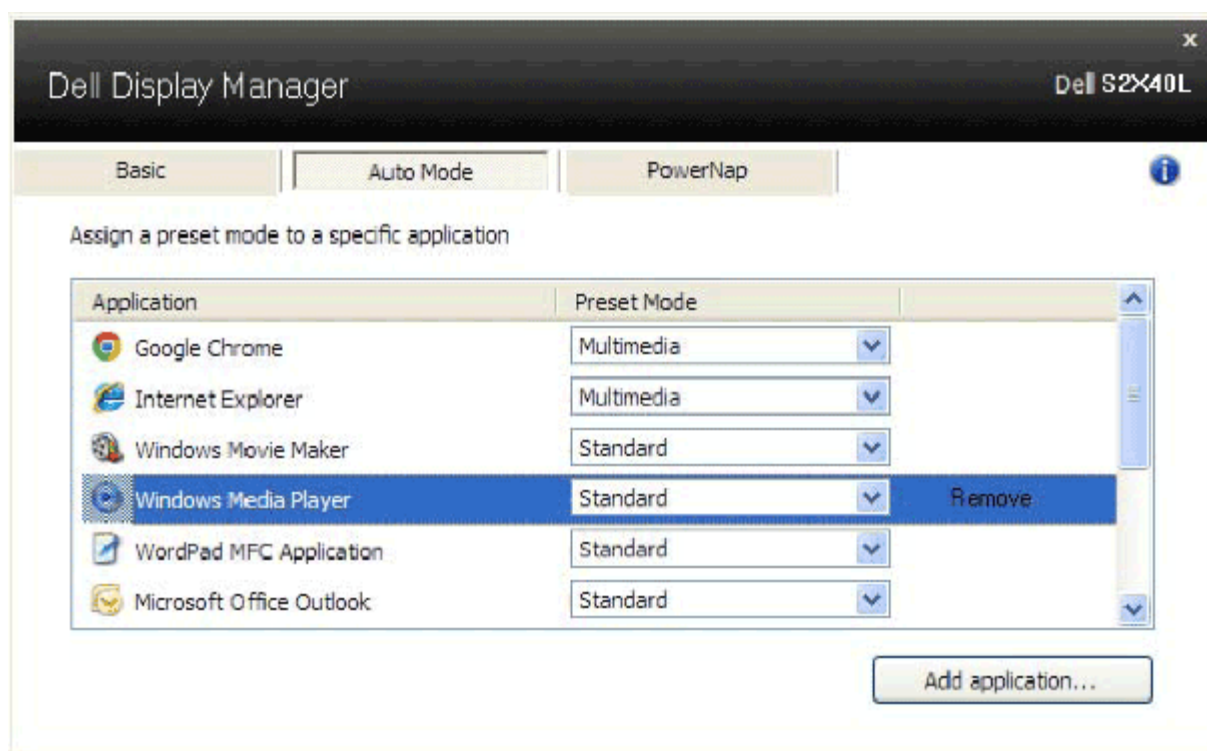 x
Dell Display Manager
Dell S2X40L
Basic
Auto Mode
PowerNap
i
Assign a preset mode to a specific application
Application Preset Mode
Google Chrome Multimedia
Internet Explorer Multimedia
Windows Movie Maker Standard
Windows Media Player Standard Remove
WordPad MFC Application Standard
Microsoft Office Outlook Standard
Add application...